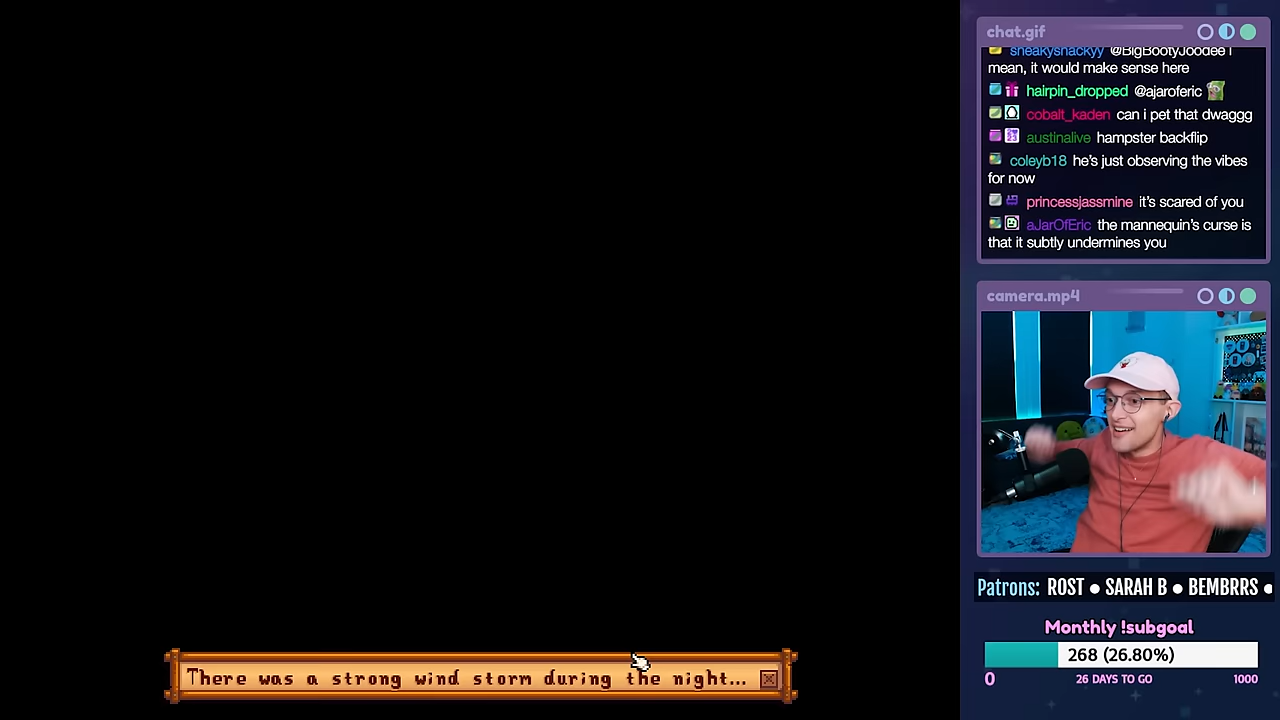 chat.gif
sneakysnackyy @BigBootyJoodee I
mean, it would make sense here
hairpin_dropped @ajaroferic
cobalt_kaden can i pet that dwaggg
austinalive hampster backflip
coleyb18 he's just observing the vibes
for now
princessjassmine it's scared of you
aJarOfEric the mannequin's curse is
that it subtly undermines you
camera.mp4
Patrons: ROST ● SARAH B ● BEMBRRS ●
Monthly !subgoal
268 (26.80%)
0 26 DAYS TO GO 1000
There was a strong wind storm during the night...